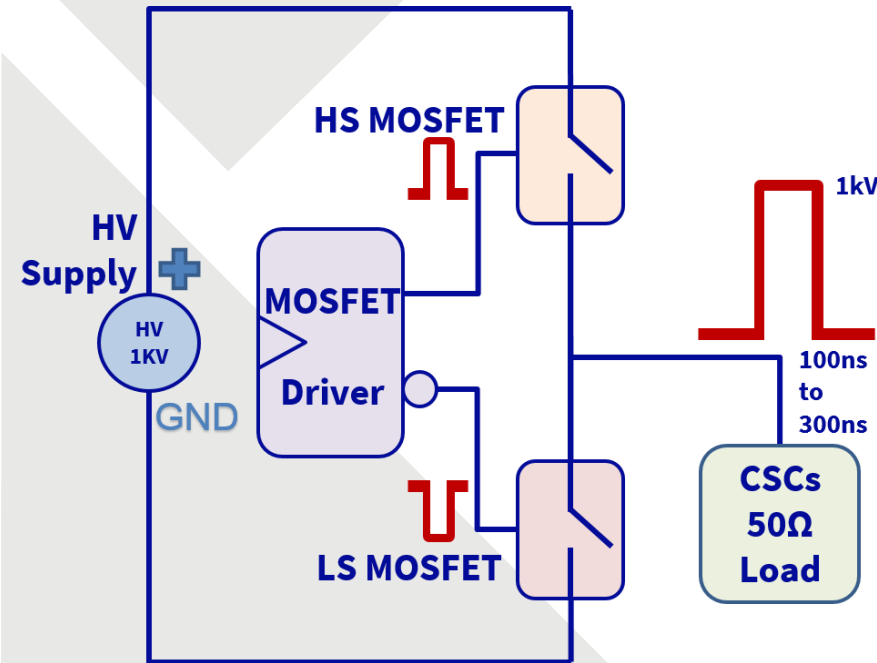 HS MOSFET
1kV
HV
Supply
HV
1KV
GND
MOSFET
Driver
100ns
to
300ns
LS MOSFET
CSCs
50Ω
Load